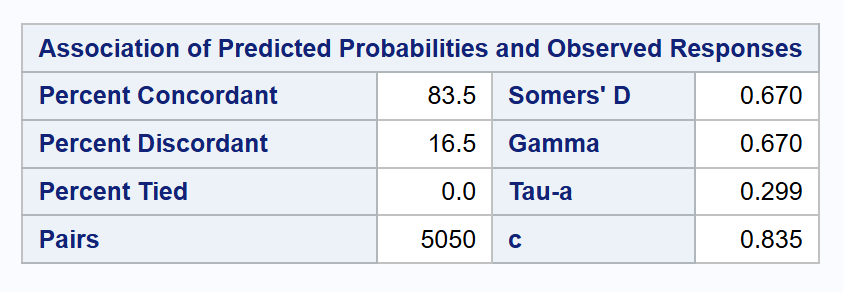 Association of Predicted Probabilities and Observed Responses
Percent Concordant 83.5 Somers' D 0.670
Percent Discordant 16.5 Gamma 0.670
Percent Tied 0.0 Tau-a 0.299
Pairs 5050 c 0.835